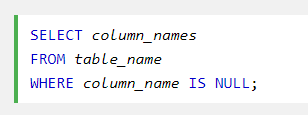 SELECT column_names
FROM table_name
WHERE column_name IS NULL;